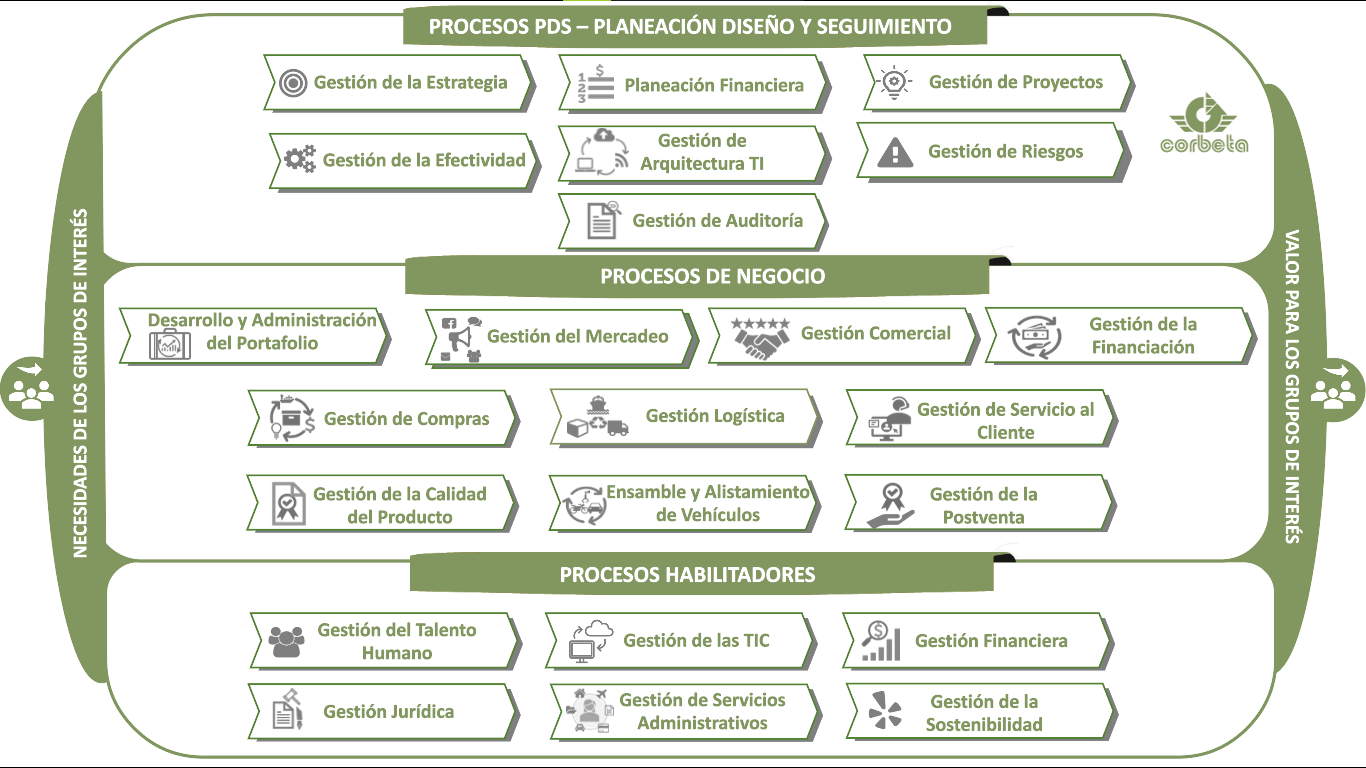 PROCESOS PDS – PLANEACIÓN DISEÑO Y SEGUIMIENTO
Gestión de la Estrategia
$
1
2
3
Planeación Financiera
Gestión de Proyectos
Gestión de la Efectividad
Gestión de
Arquitectura TI
Gestión de Riesgos
corbeta
Gestión de Auditoría
NECESIDADES DE LOS GRUPOS DE INTERÉS
VALOR PARA LOS GRUPOS DE INTERÉS
PROCESOS DE NEGOCIO
Desarrollo y Administración
del Portafolio
Gestión del Mercadeo
Gestión Comercial
Gestión de la
Financiación
Gestión de Compras
Gestión Logística
Gestión de Servicio al
Cliente
Gestión de la Calidad
del Producto
Ensamble y Alistamiento
de Vehículos
Gestión de la
Postventa
PROCESOS HABILITADORES
Gestión del Talento
Humano
Gestión de las TIC
Gestión Financiera
Gestión Jurídica
Gestión de Servicios
Administrativos
Gestión de la
Sostenibilidad